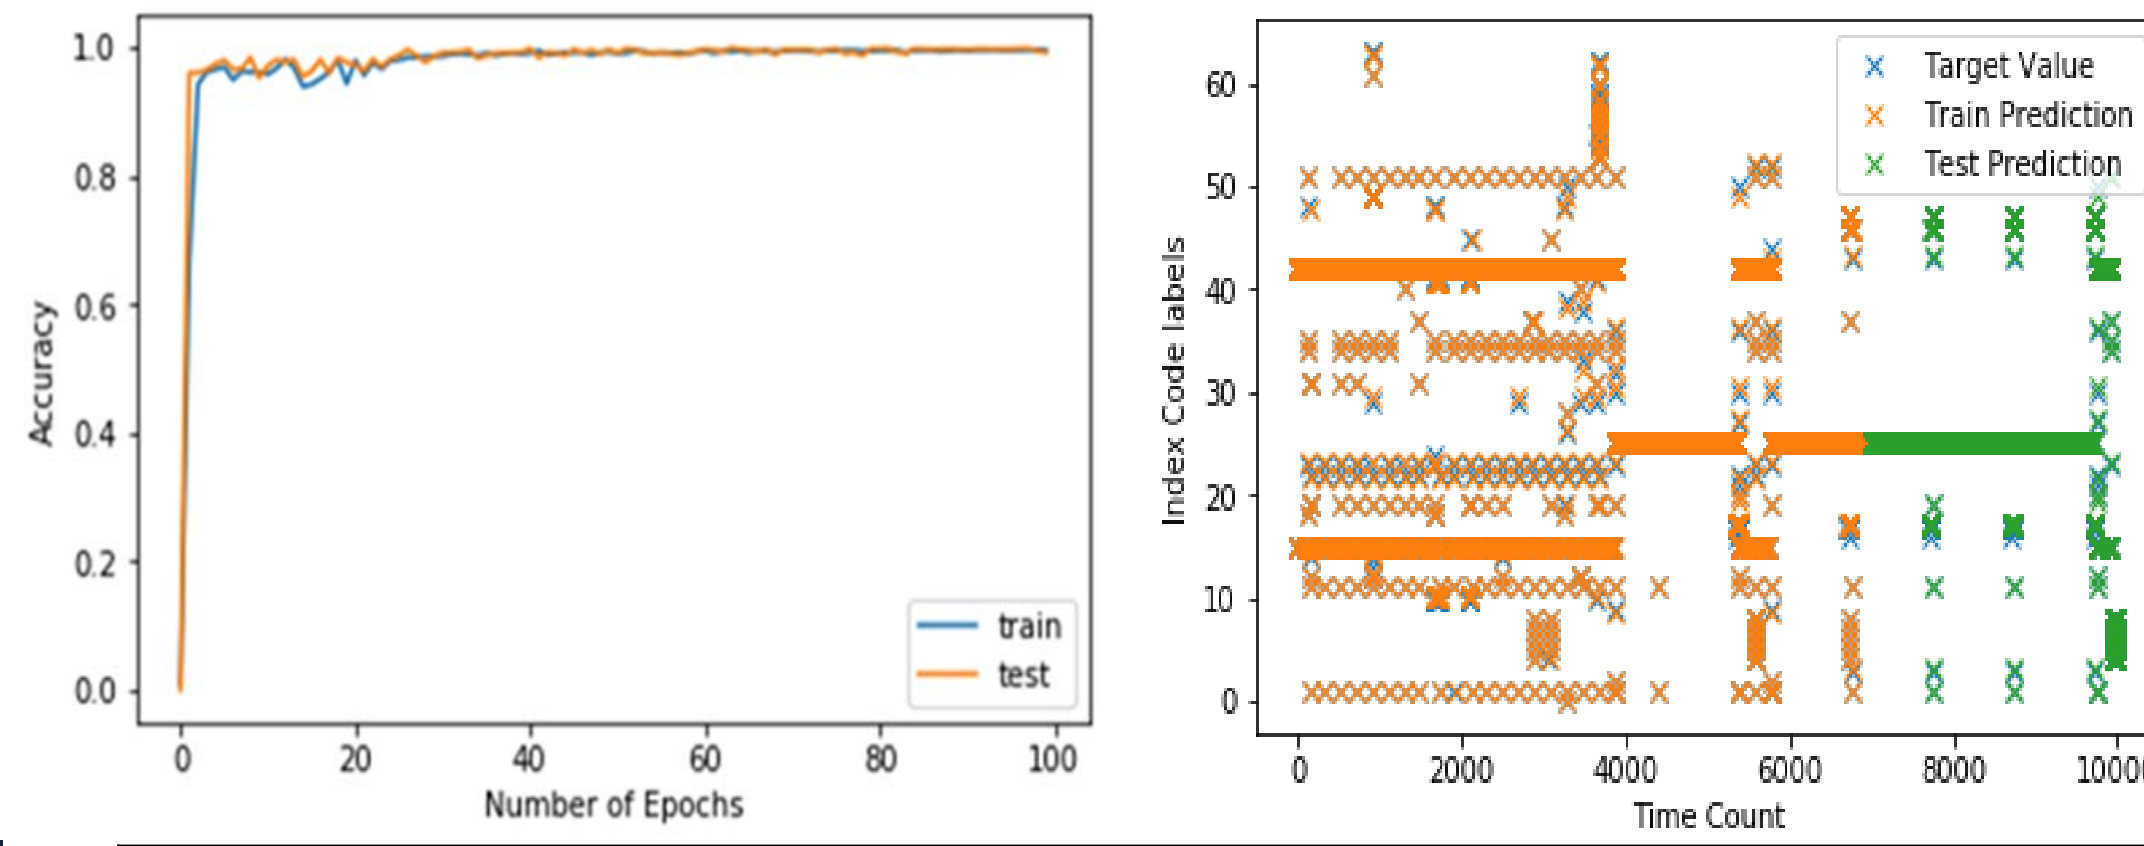 1.0
0.8
0.6
0.4
0.2
0.0
Accuracy
train
test
0 20 40 60 80 100
Number of Epochs
60
50
40
30
20
10
0
Index Code labels
Target Value
Train Prediction
Test Prediction
0 2000 4000 6000 8000 10000
Time Count